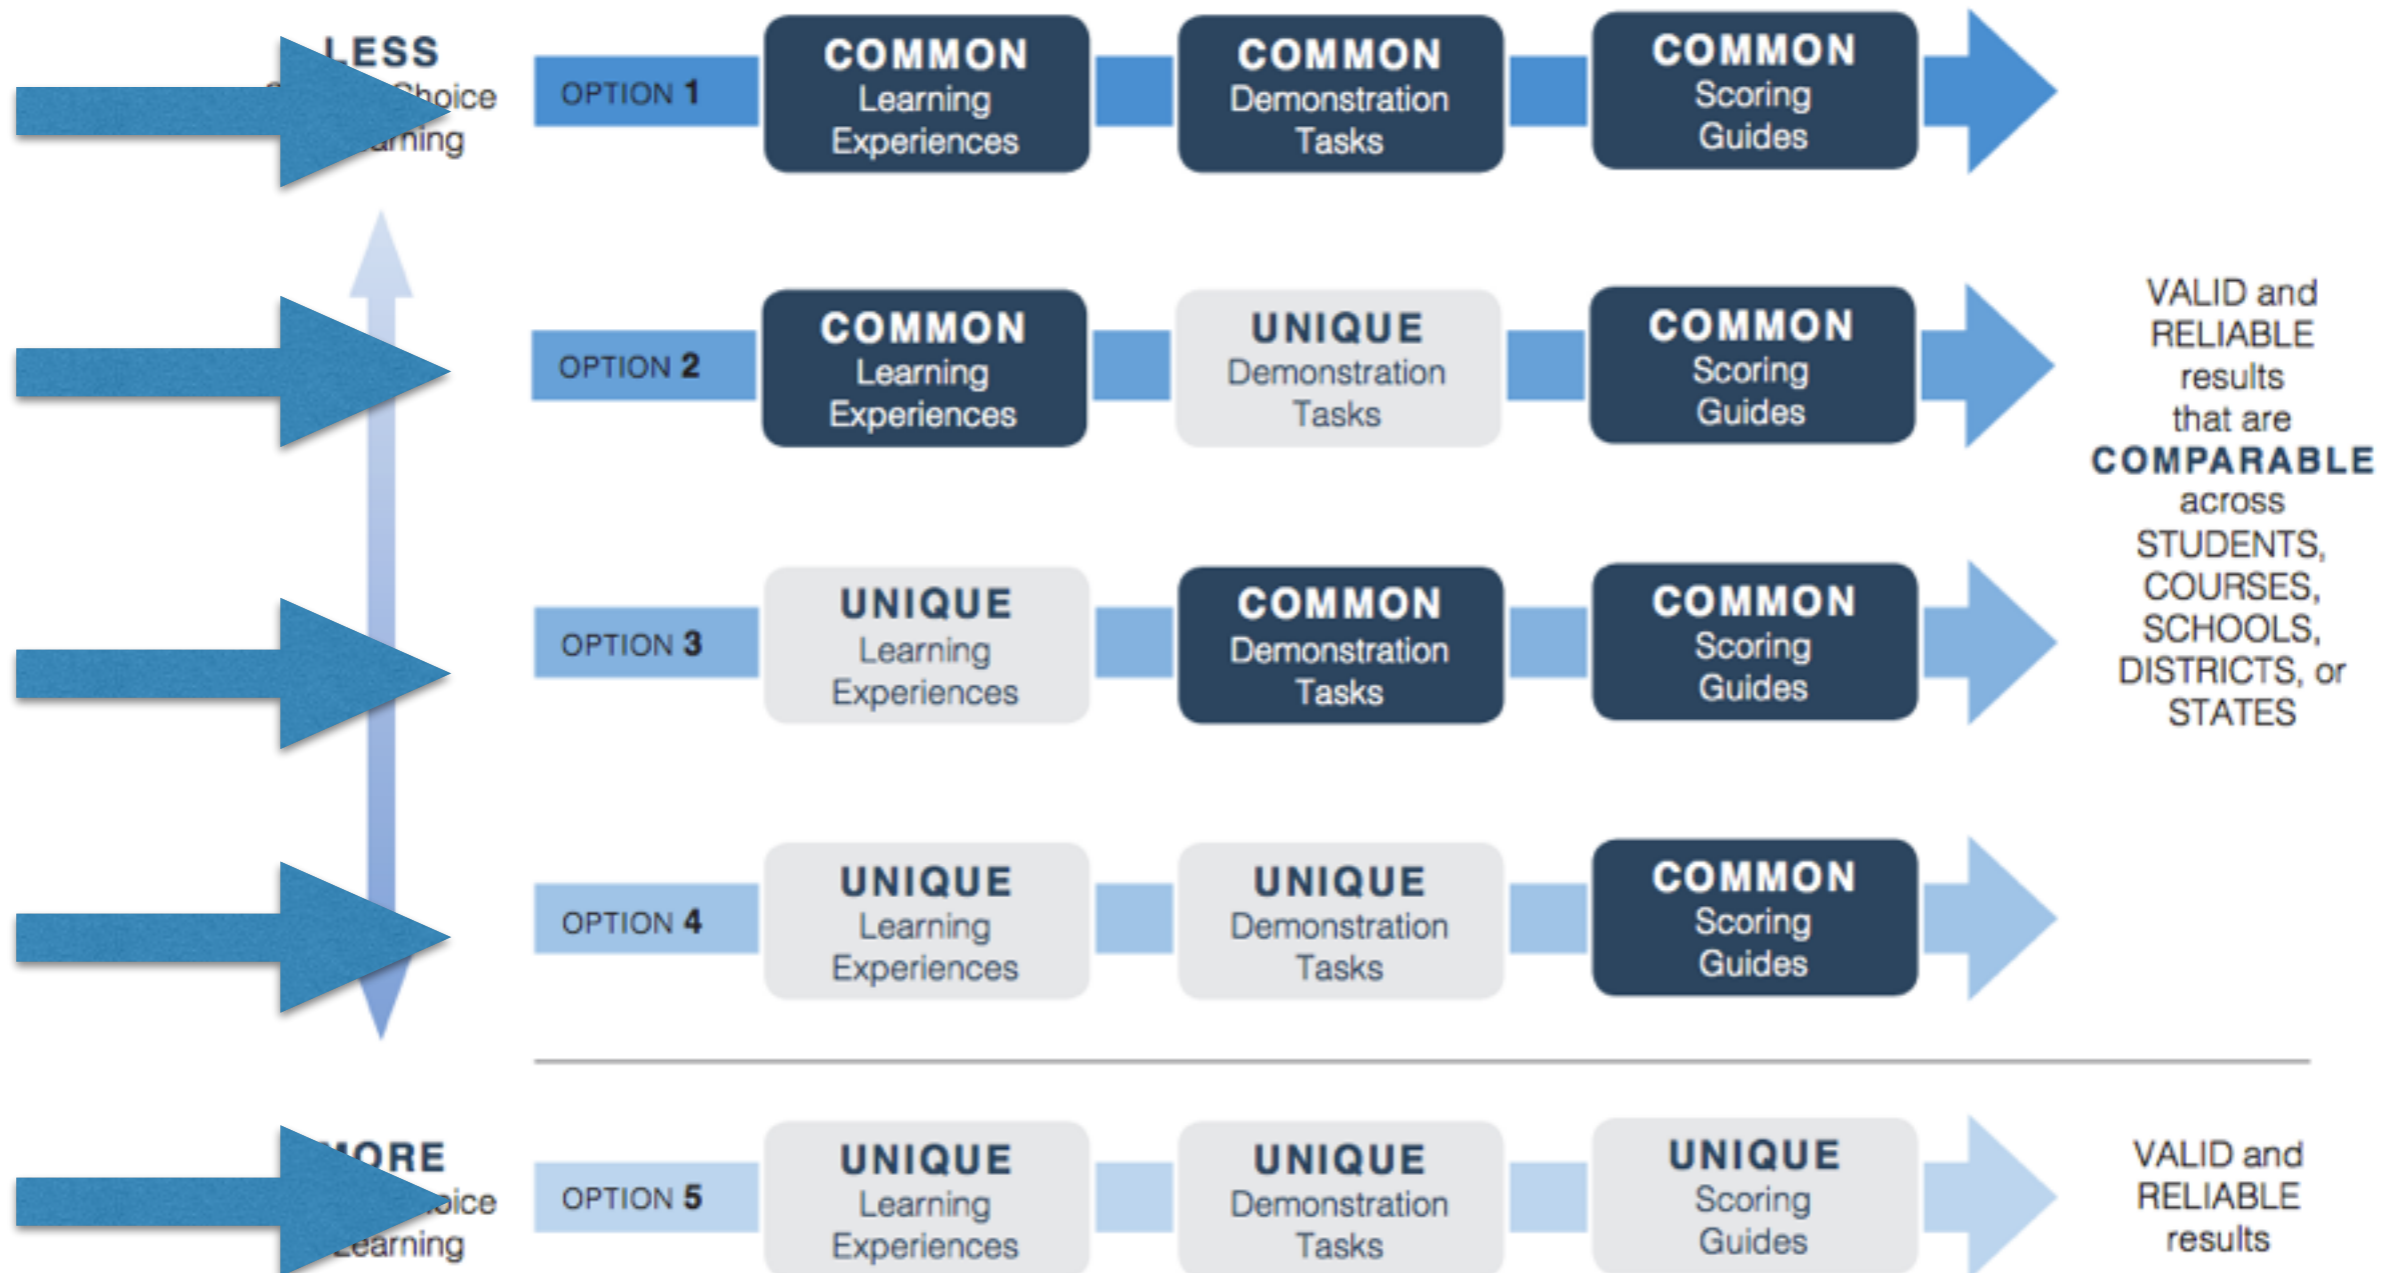 LESS
Choice
OPTION 1
COMMON
Learning
Experiences
COMMON
Demonstration
Tasks
COMMON
Scoring
Guides
OPTION 2
COMMON
Learning
Experiences
UNIQUE
Demonstration
Tasks
COMMON
Scoring
Guides
OPTION 3
UNIQUE
Learning
Experiences
COMMON
Demonstration
Tasks
COMMON
Scoring
Guides
OPTION 4
UNIQUE
Learning
Experiences
UNIQUE
Demonstration
Tasks
COMMON
Scoring
Guides
VALID and
RELIABLE
results
that are
COMPARABLE
across
STUDENTS,
COURSES,
SCHOOLS,
DISTRICTS, or
STATES
MORE
Learning
OPTION 5
UNIQUE
Learning
Experiences
UNIQUE
Demonstration
Tasks
UNIQUE
Scoring
Guides
VALID and
RELIABLE
results